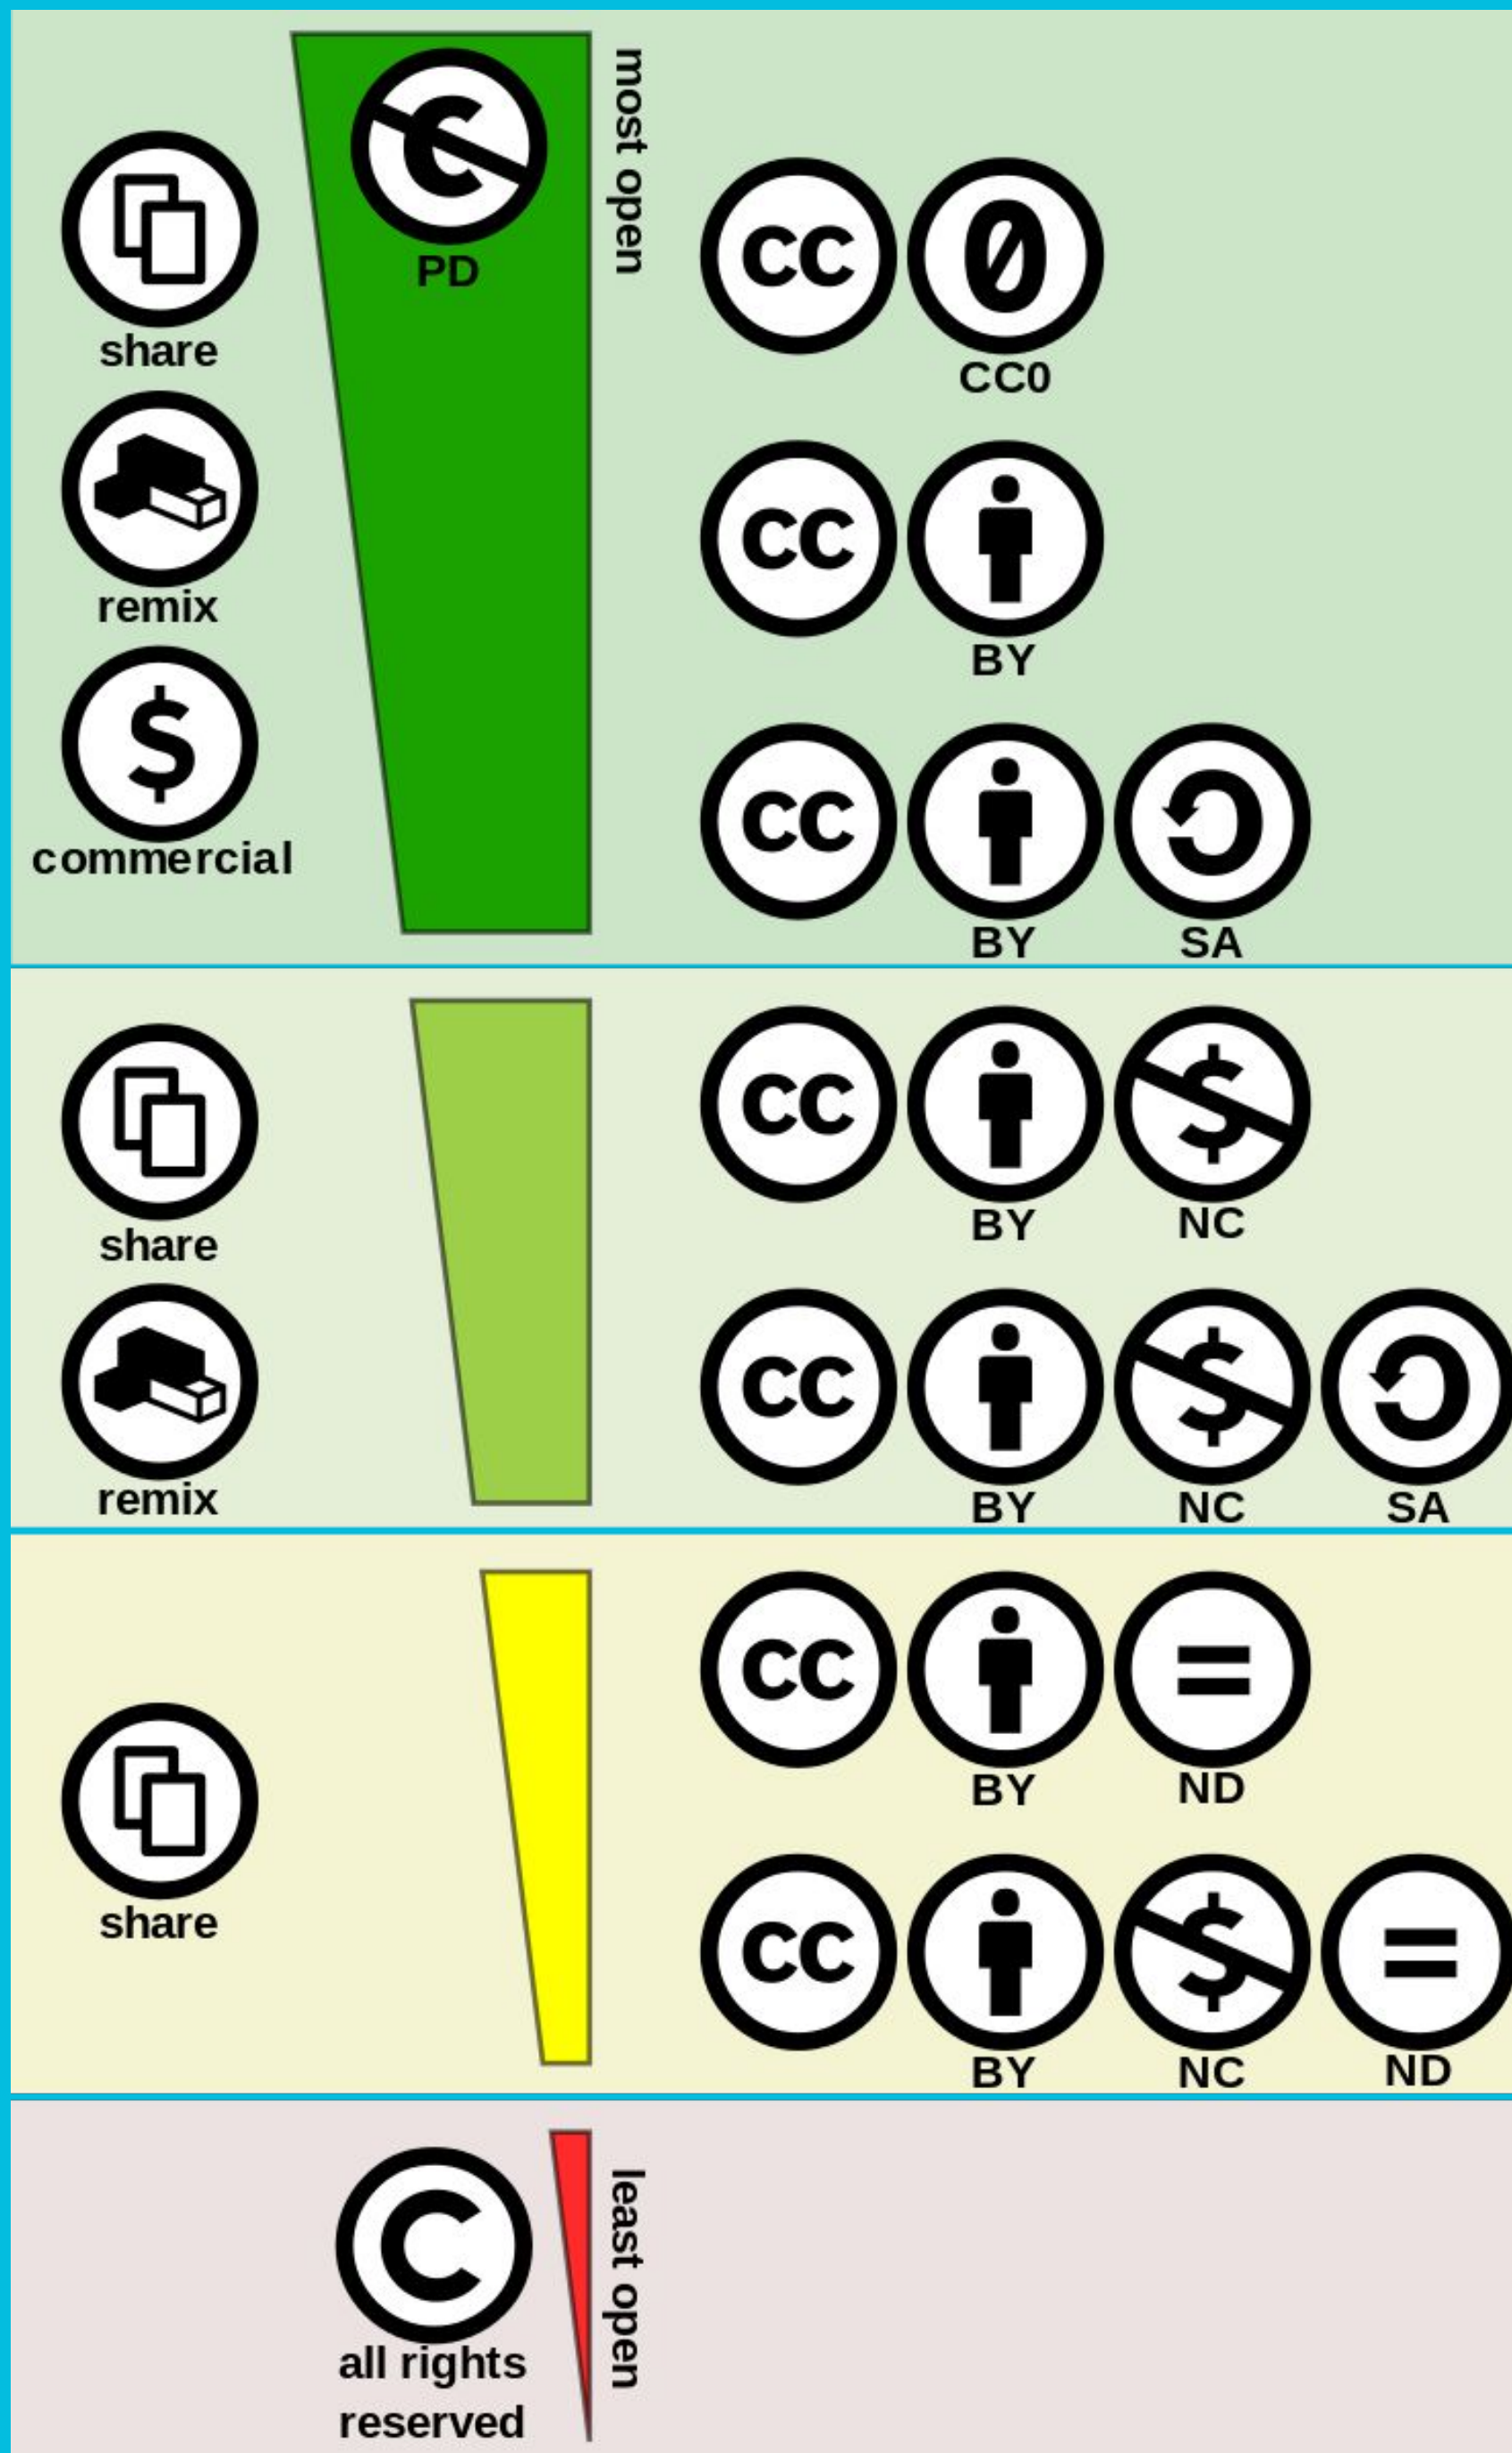 PD
most open
share
remix
commercial
cc
0
CC0
cc
BY
cc
BY SA
share
remix
cc
BY NC
cc
BY NC SA
share
cc
BY ND
cc
BY NC ND
C
all rights
reserved
least open